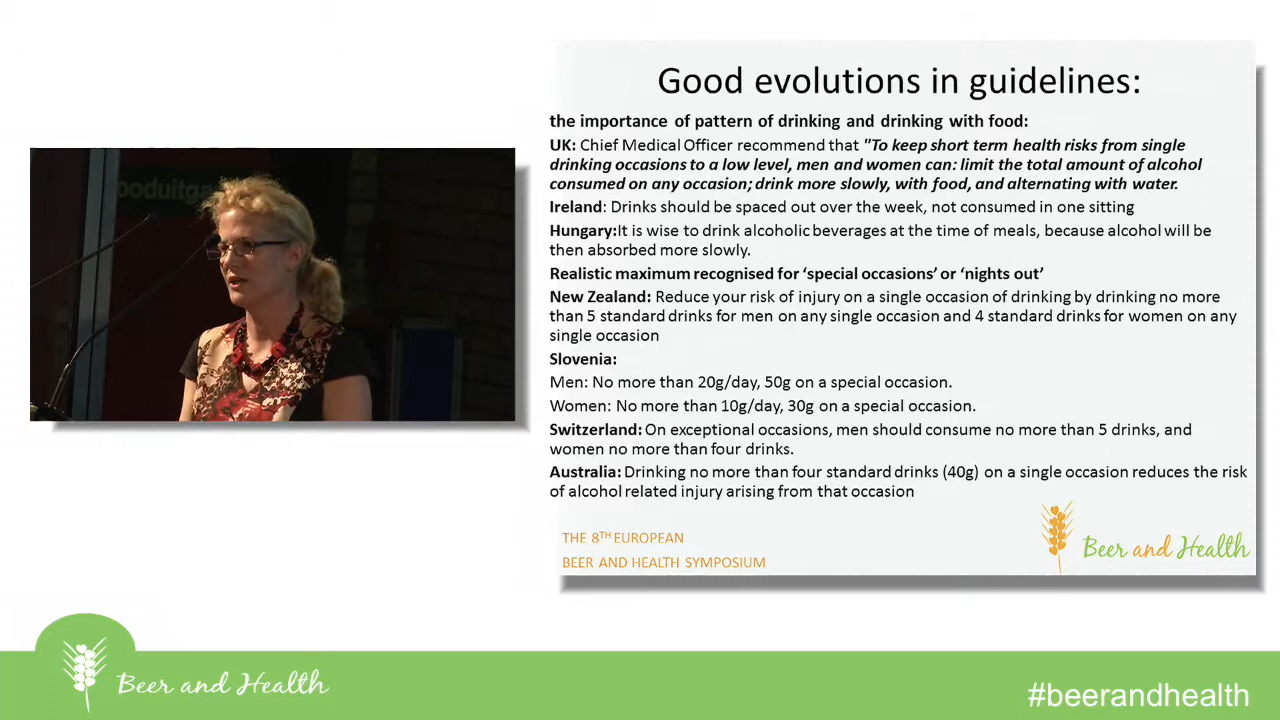 ooduitga
Good evolutions in guidelines:
the importance of pattern of drinking and drinking with food:
UK: Chief Medical Officer recommend that "To keep short term health risks from single
drinking occasions to a low level, men and women can: limit the total amount of alcohol
consumed on any occasion; drink more slowly, with food, and alternating with water.
Ireland: Drinks should be spaced out over the week, not consumed in one sitting
Hungary:It is wise to drink alcoholic beverages at the time of meals, because alcohol will be
then absorbed more slowly.
Realistic maximum recognised for ‘special occasions’ or ‘nights out’
New Zealand: Reduce your risk of injury on a single occasion of drinking by drinking no more
than 5 standard drinks for men on any single occasion and 4 standard drinks for women on any
single occasion
Slovenia:
Men: No more than 20g/day, 50g on a special occasion.
Women: No more than 10g/day, 30g on a special occasion.
Switzerland: On exceptional occasions, men should consume no more than 5 drinks, and
women no more than four drinks.
Australia: Drinking no more than four standard drinks (40g) on a single occasion reduces the risk
of alcohol related injury arising from that occasion
THE 8TH EUROPEAN
BEER AND HEALTH SYMPOSIUM
Beer and Health
Beer and Health
#beerandhealth